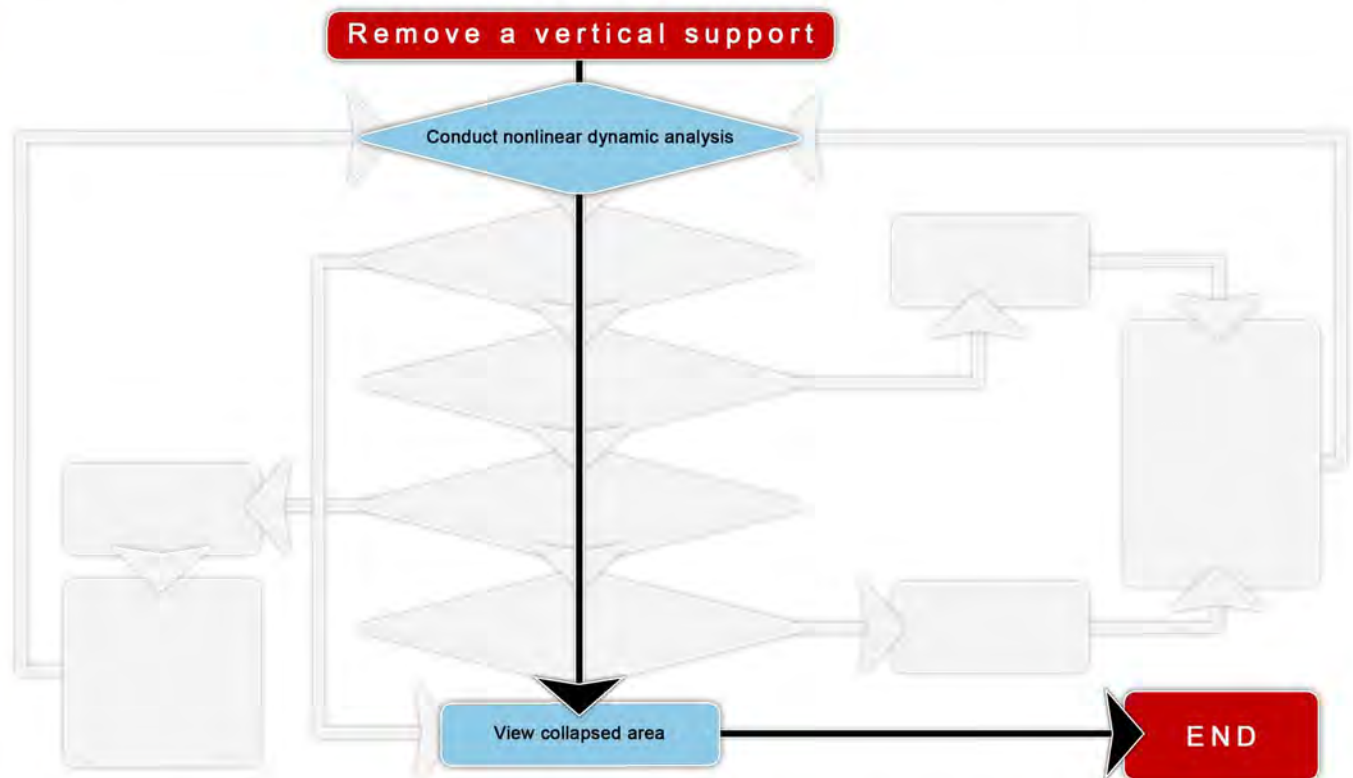 Remove a vertical support
Conduct nonlinear dynamic analysis
View collapsed area
END